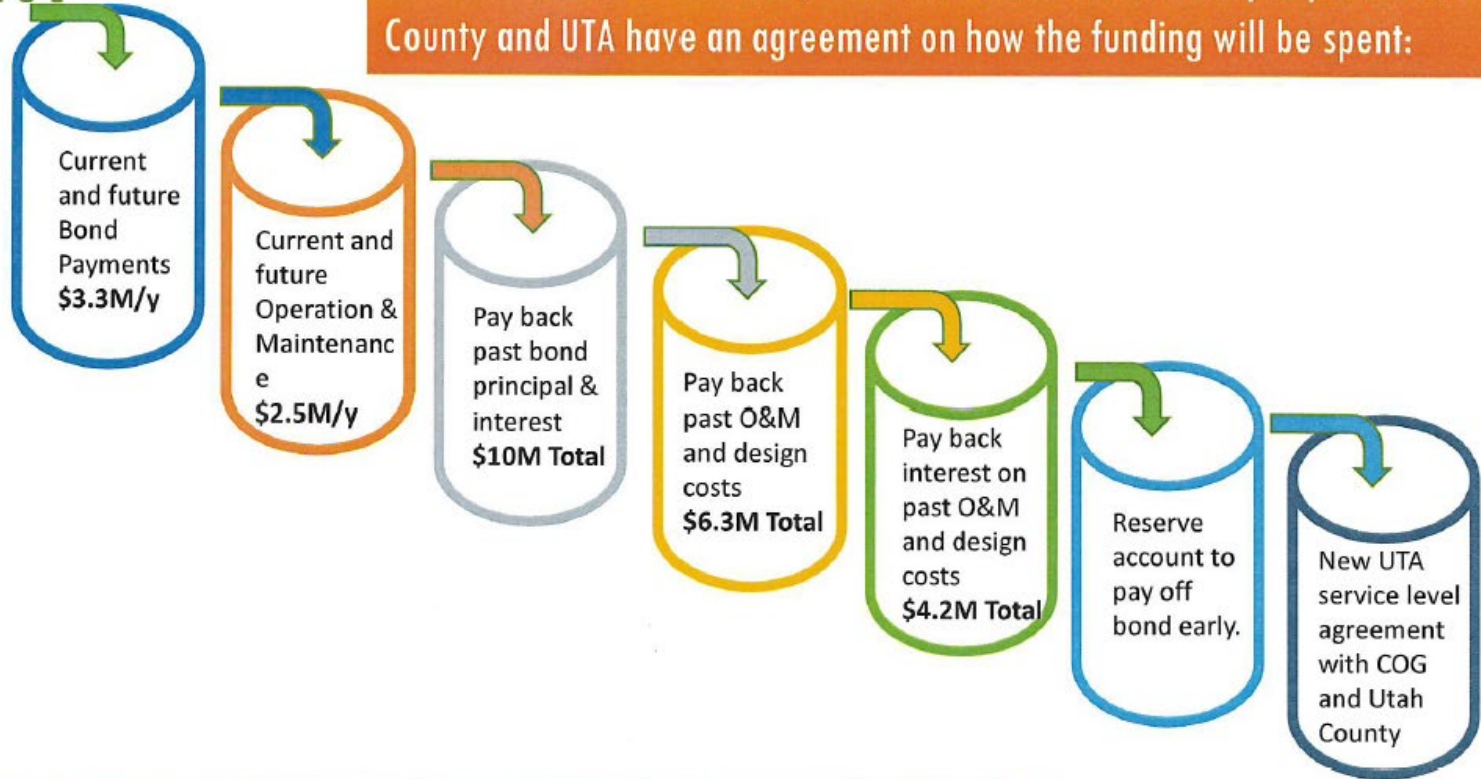 County and UTA have an agreement on how the funding will be spent:
Current
and future
Bond
Payments
$3.3M/y
Current and
future
Operation &
Maintenanc
e
$2.5M/y
Pay back
past bond
principal &
interest
$10M Total
Pay back
past O&M
and design
costs
$6.3M Total
Pay back
interest on
past O&M
and design
costs
$4.2M Total
Reserve
account to
pay off
bond early.
New UTA
service level
agreement
with COG
and Utah
County